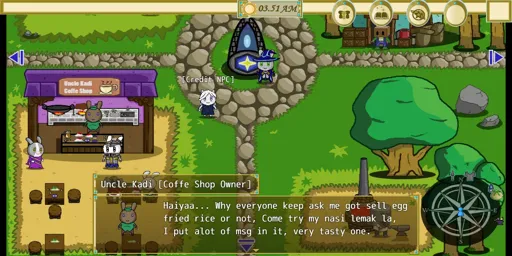 03.51 AM
[Credit NPC]
Uncle Kadi
Coffe Shop
Uncle Kadi [Coffe Shop Owner]
Haiyaa... Why everyone keep ask me got sell egg
fried rice or not, Come try my nasi lemak la,
I put alot of msg in it, very tasty one.